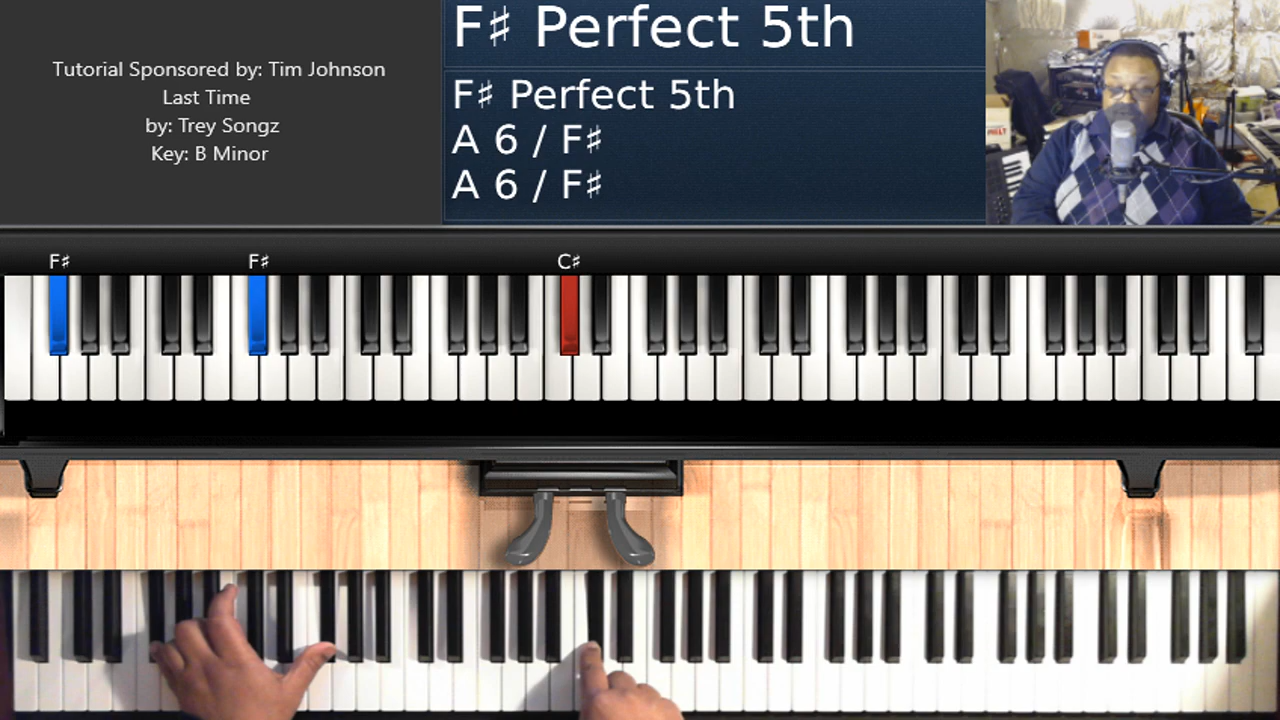 Tutorial Sponsored by: Tim Johnson
Last Time
by: Trey Songz
Key: B Minor
F♯ Perfect 5th
F♯ Perfect 5th
A 6 / F♯
A 6 / F♯
F♯ F♯ C♯